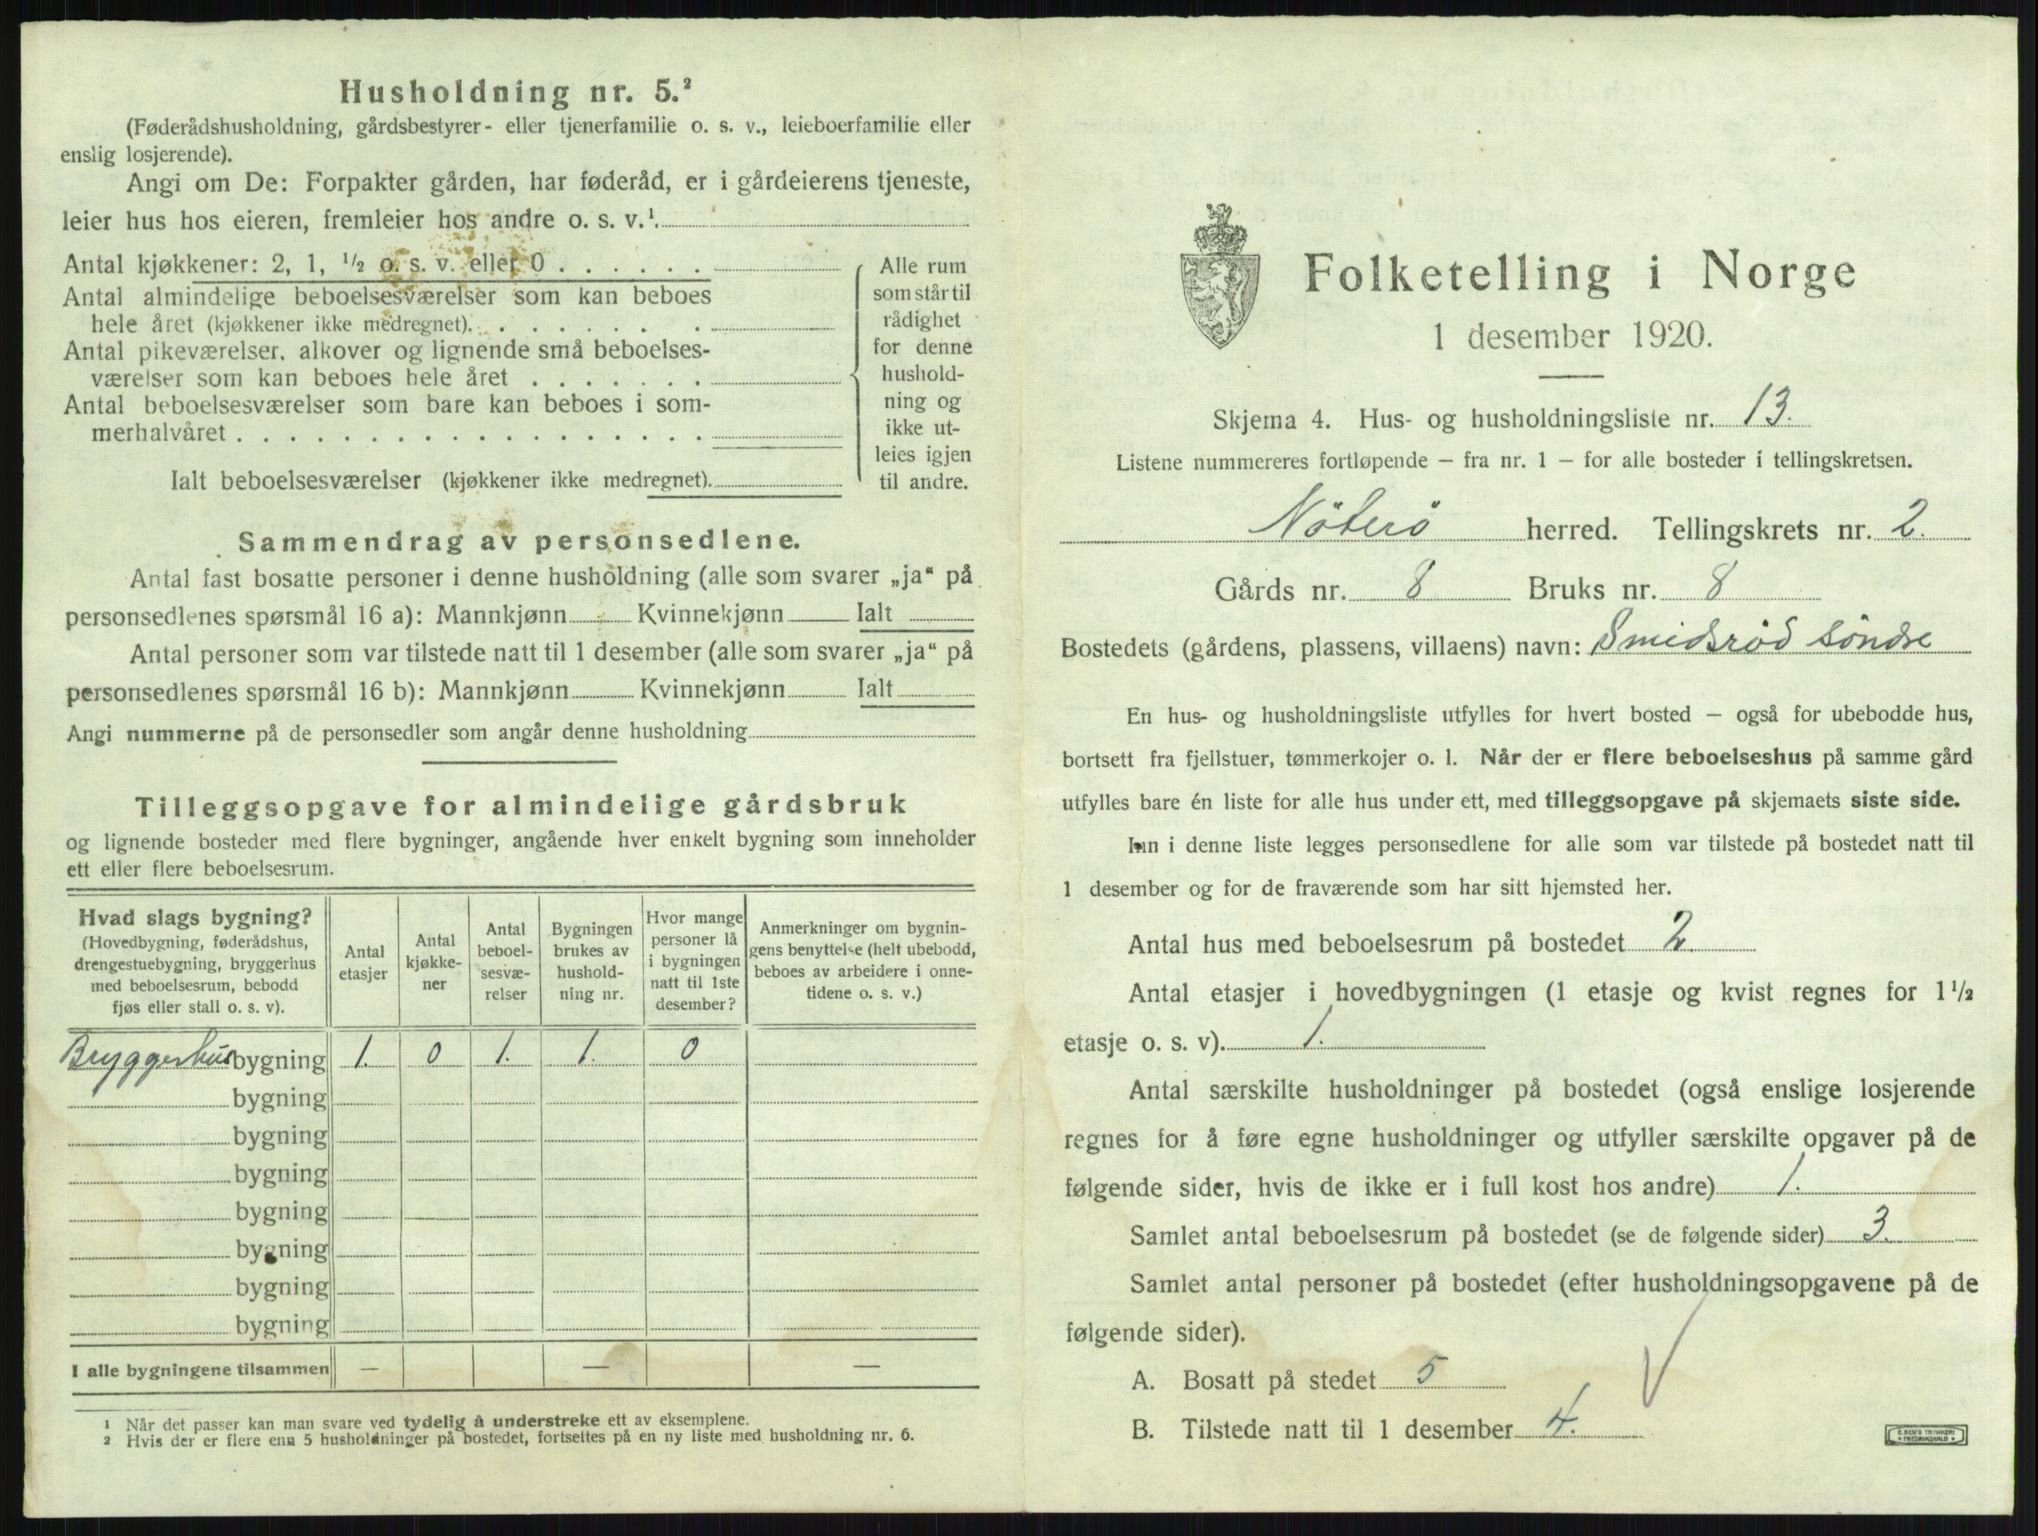 Husholdning nr. 5.²
(Føderådshusholdning, gårdsbestyrer- eller tjenerfamilie o. s. v., leieboerfamilie eller
enslig losjerende).
Angi om De: Forpakter gården, har føderåd, er i gårdeierens tjeneste,
leier hus hos eieren, fremleier hos andre o. s. v.¹
Antal kjøkkener: 2, 1, ½ o. s. v. eller 0 . . . . . .
Antal almindelige beboelsesværelser som kan beboes
hele året (kjøkkener ikke medregnet). . . . . . . .
Antal pikeværelser, alkover og lignende små beboelses-
værelser som kan beboes hele året . . . . . . .
Antal beboelsesværelser som bare kan beboes i som-
merhalvåret . . . . . . . . . . . . . . . . . .
Ialt beboelsesværelser (kjøkkener ikke medregnet).
Alle rum
som står til
rådighet
for denne
hushold-
ning og
ikke ut-
leies igjen
til andre.
Sammendrag av personsedlene.
Antal fast bosatte personer i denne husholdning (alle som svarer „ja“ på
personsedlenes spørsmål 16 a): Mannkjønn Kvinnekjønn Ialt
Antal personer som var tilstede natt til 1 desember (alle som svarer „ja“ på
personsedlenes spørsmål 16 b): Mannkjønn Kvinnekjønn Ialt
Angi nummerne på de personsedler som angår denne husholdning
Tilleggsopgave for almindelige gårdsbruk
og lignende bosteder med flere bygninger, angående hver enkelt bygning som inneholder
ett eller flere beboelsesrum.
Hvad slags bygning?
(Hovedbygning, føderådshus,
drengestuebygning, bryggerhus
med beboelsesrum, bebodd
fjøs eller stall o. s. v).
Antal
etasjer
Antal
kjøkke-
ner
Antal
beboel-
sesvæ-
relser
Bygningen
brukes av
hushold-
ning nr.
Hvor mange
personer lå
i bygningen
natt til 1ste
desember?
Anmerkninger om bygnin-
gens benyttelse (helt ubebodd,
beboes av arbeidere i onne-
tidene o. s. v.)
Bryggerhus bygning 1. 0 1. 1. 0
bygning
bygning
bygning
bygning
bygning
bygning
bygning
I alle bygningene tilsammen — — —
1 Når det passer kan man svare ved tydelig å understreke ett av eksemplene.
2 Hvis der er flere enn 5 husholdninger på bostedet, fortsettes på en ny liste med husholdning nr. 6.
Folketelling i Norge
1 desember 1920.
Skjema 4. Hus- og husholdningsliste nr. 13.
Listene nummereres fortløpende – fra nr. 1 – for alle bosteder i tellingskretsen.
Nöterö herred. Tellingskrets nr. 2.
Gårds nr. 8 Bruks nr. 8
Bostedets (gårdens, plassens, villaens) navn: Smidsröd söndre
En hus- og husholdningsliste utfylles for hvert bosted – også for ubebodde hus,
bortsett fra fjellstuer, tømmerkojer o. l. Når der er flere beboelseshus på samme gård
utfylles bare én liste for alle hus under ett, med tilleggsopgave på skjemaets siste side.
Inn i denne liste legges personsedlene for alle som var tilstede på bostedet natt til
1 desember og for de fraværende som har sitt hjemsted her.
Antal hus med beboelsesrum på bostedet 2.
Antal etasjer i hovedbygningen (1 etasje og kvist regnes for 1½
etasje o. s. v). 1.
Antal særskilte husholdninger på bostedet (også enslige losjerende
regnes for å føre egne husholdninger og utfyller særskilte opgaver på de
følgende sider, hvis de ikke er i full kost hos andre) 1.
Samlet antal beboelsesrum på bostedet (se de følgende sider) 3.
Samlet antal personer på bostedet (efter husholdningsopgavene på de
følgende sider).
A. Bosatt på stedet 5
B. Tilstede natt til 1 desember 4.
E. SEM'S TRYKKERI
FREDRIKSHALD